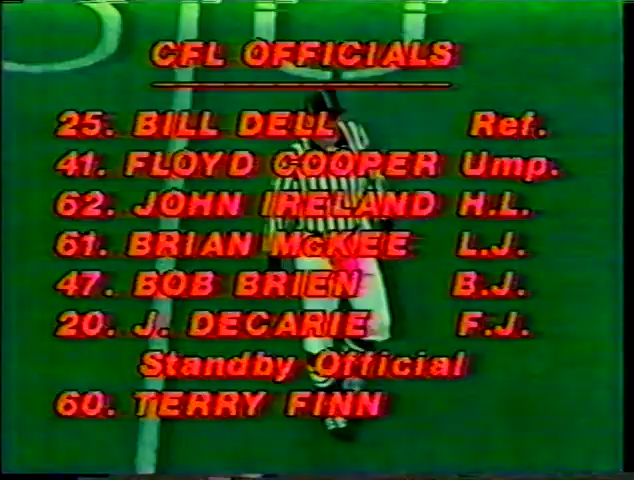 CFL OFFICIALS
25. BILL DELL Ref.
41. FLOYD COOPER Ump.
62. JOHN IRELAND H.L.
61. BRIAN McKEE L.J.
47. BOB BRIEN B.J.
20. J. DECARIE F.J.
Standby Official
60. TERRY FINN